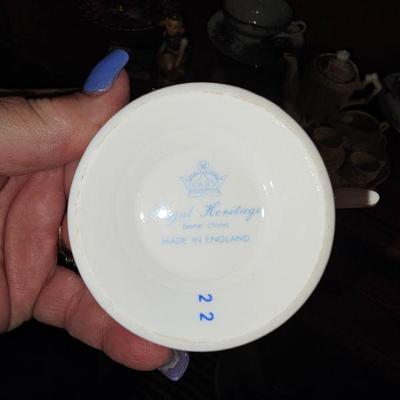 Royal Heritage
bone china
MADE IN ENGLAND
22